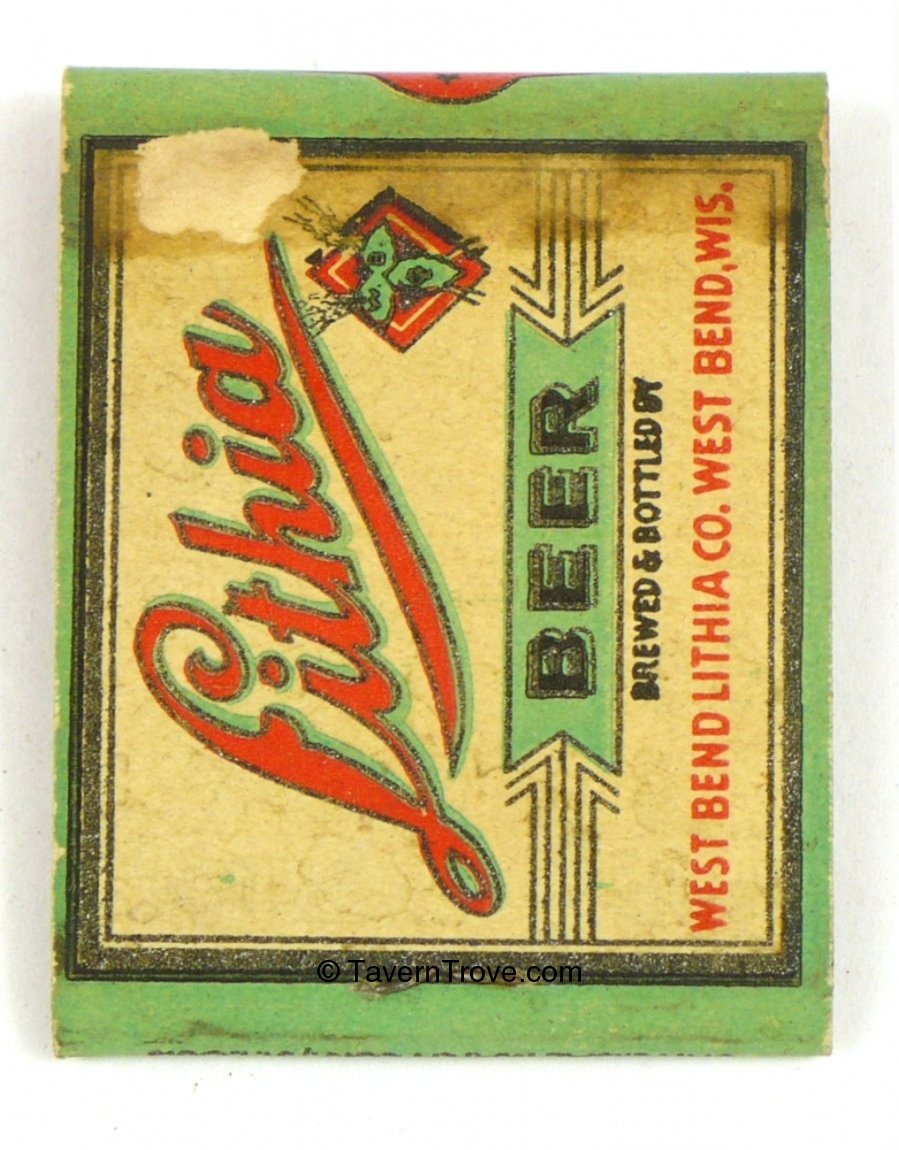 Lithia
BEER
BREWED & BOTTLED BY
WEST BEND LITHIA CO. WEST BEND, WIS.
© TavernTrove.com